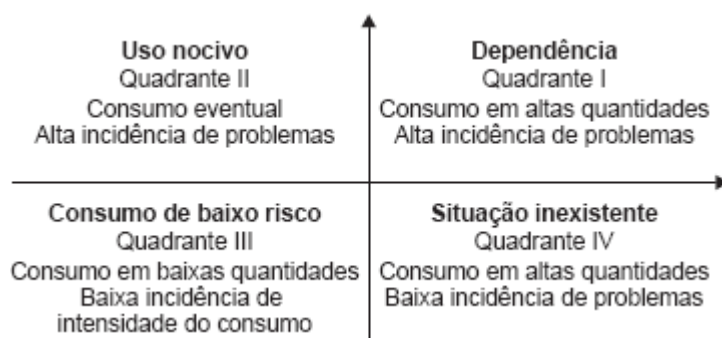 Uso nocivo
Quadrante II
Consumo eventual
Alta incidência de problemas
Dependência
Quadrante I
Consumo em altas quantidades
Alta incidência de problemas
Consumo de baixo risco
Quadrante III
Consumo em baixas quantidades
Baixa incidência de
intensidade do consumo
Situação inexistente
Quadrante IV
Consumo em altas quantidades
Baixa incidência de problemas